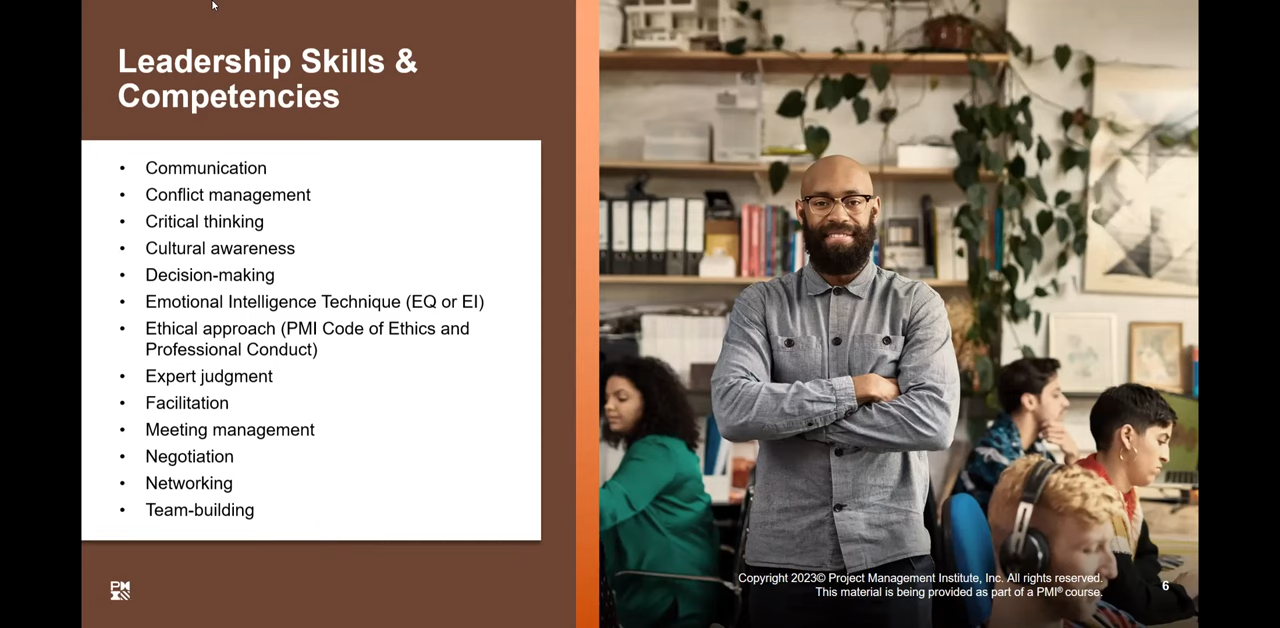 Leadership Skills &
Competencies
• Communication
• Conflict management
• Critical thinking
• Cultural awareness
• Decision-making
• Emotional Intelligence Technique (EQ or EI)
• Ethical approach (PMI Code of Ethics and
Professional Conduct)
• Expert judgment
• Facilitation
• Meeting management
• Negotiation
• Networking
• Team-building
Copyright 2023© Project Management Institute, Inc. All rights reserved.
This material is being provided as part of a PMI® course.
6